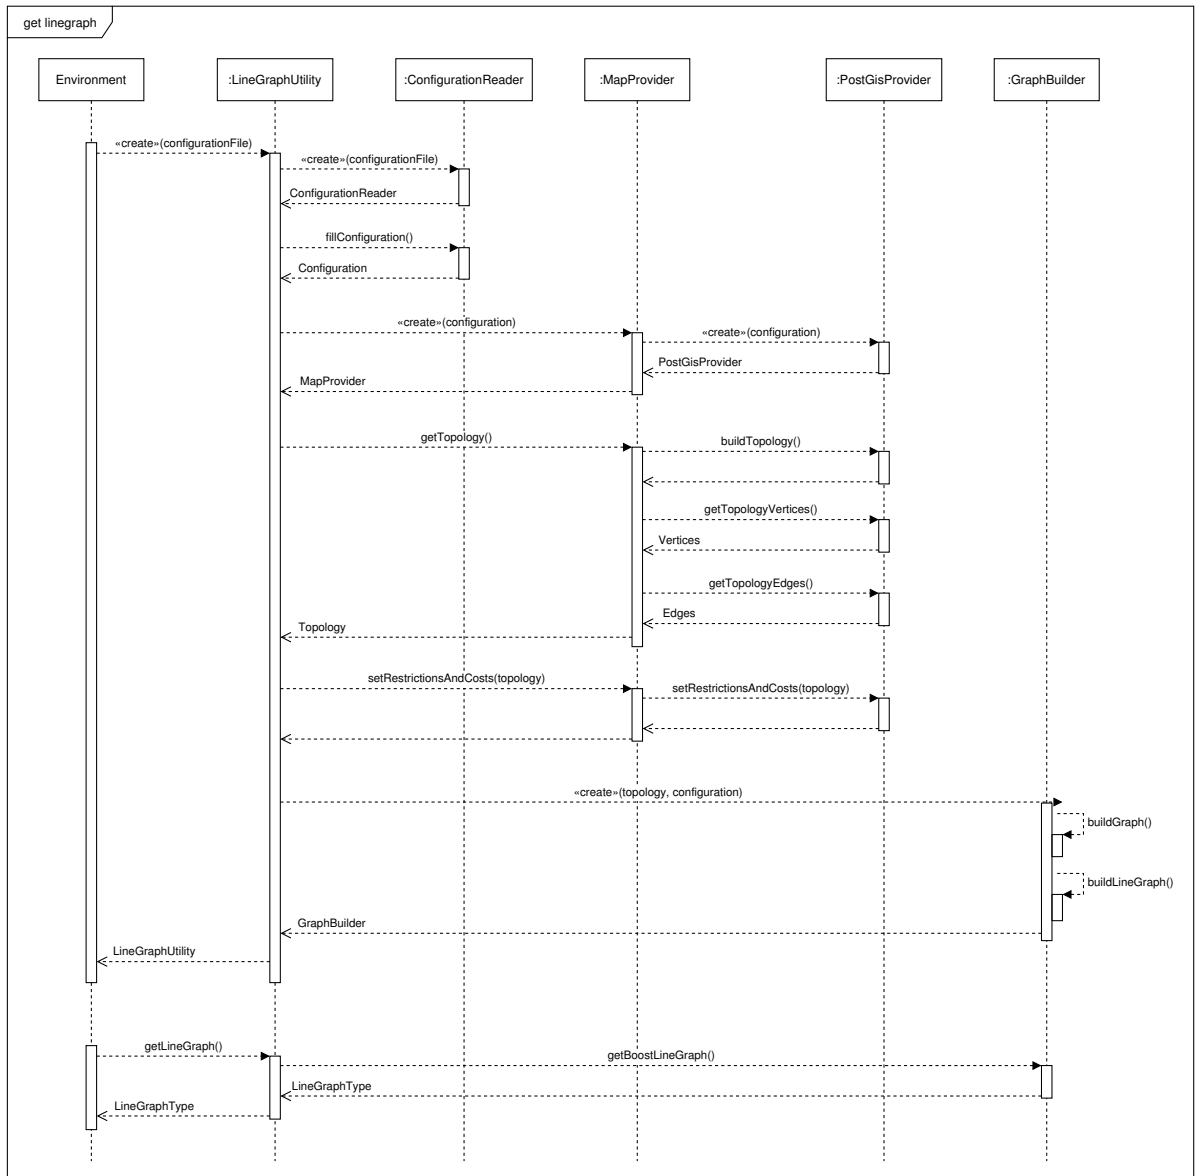 get linegraph
Environment
:LineGraphUtility
:ConfigurationReader
:MapProvider
:PostGisProvider
:GraphBuilder
«create»(configurationFile)
«create»(configurationFile)
ConfigurationReader
fillConfiguration()
Configuration
«create»(configuration)
«create»(configuration)
PostGisProvider
MapProvider
getTopology()
buildTopology()
getTopologyVertices()
Vertices
getTopologyEdges()
Edges
Topology
setRestrictionsAndCosts(topology)
setRestrictionsAndCosts(topology)
«create»(topology, configuration)
buildGraph()
buildLineGraph()
GraphBuilder
LineGraphUtility
getLineGraph()
getBoostLineGraph()
LineGraphType
LineGraphType